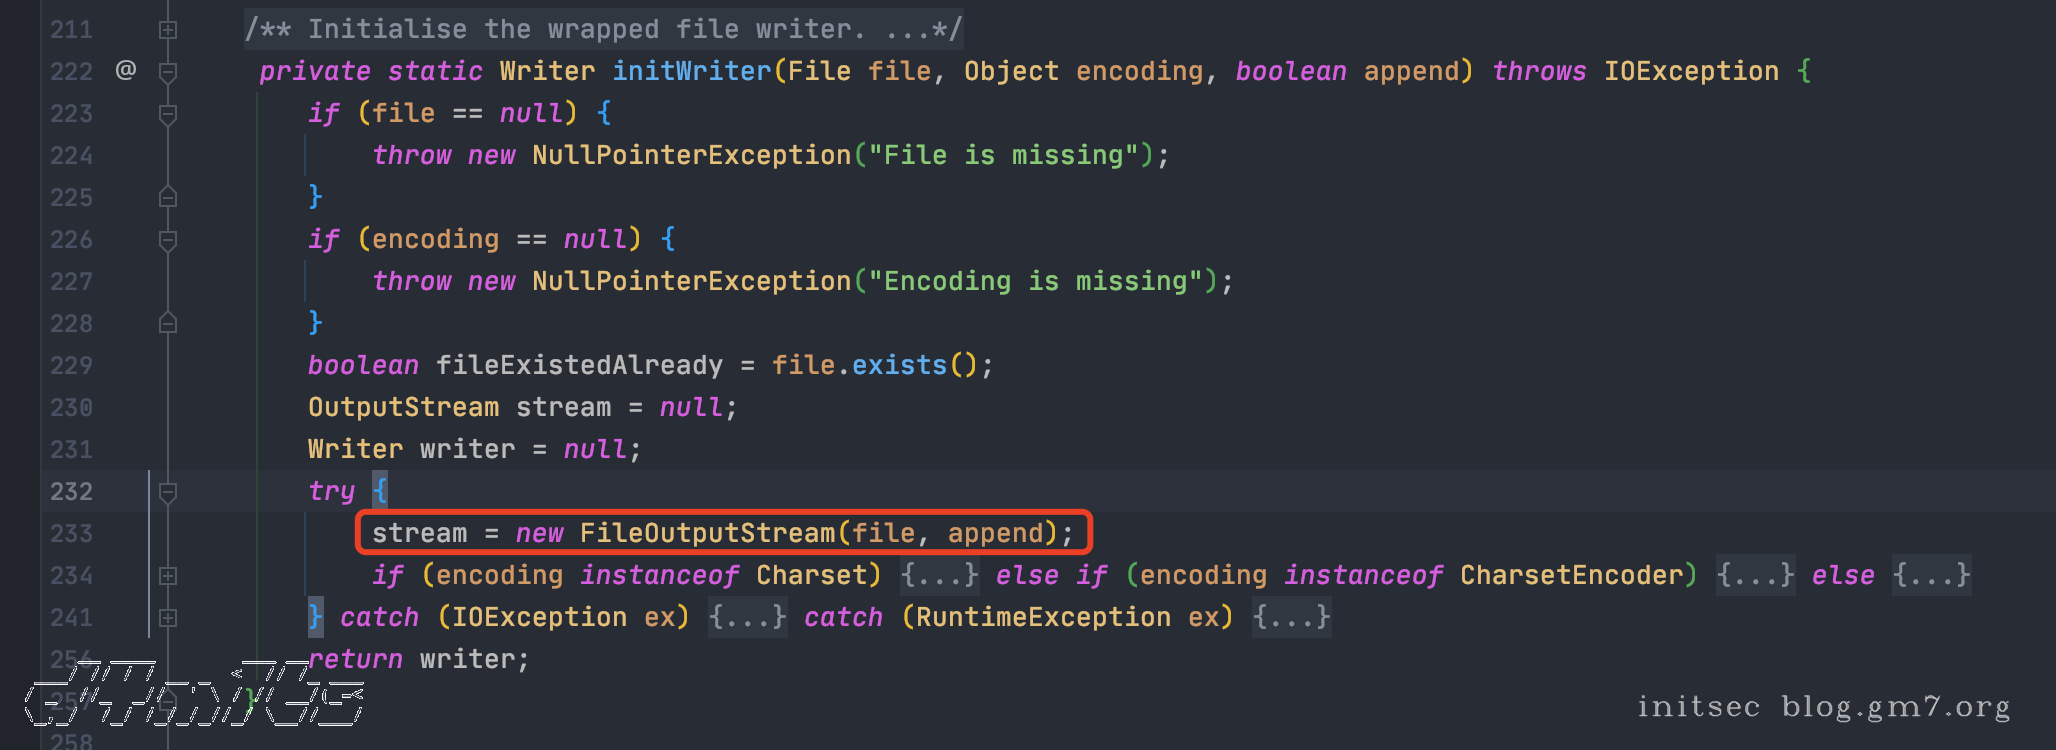 211 /** Initialise the wrapped file writer. ...*/
222 @ private static Writer initWriter(File file, Object encoding, boolean append) throws IOException {
223 if (file == null) {
224 throw new NullPointerException("File is missing");
225 }
226 if (encoding == null) {
227 throw new NullPointerException("Encoding is missing");
228 }
229 boolean fileExistedAlready = file.exists();
230 OutputStream stream = null;
231 Writer writer = null;
232 try {
233 stream = new FileOutputStream(file, append);
234 if (encoding instanceof Charset) {...} else if (encoding instanceof CharsetEncoder) {...} else {...}
241 } catch (IOException ex) {...} catch (RuntimeException ex) {...}
256 return writer;
257 }
258
initsec blog.gm7.org